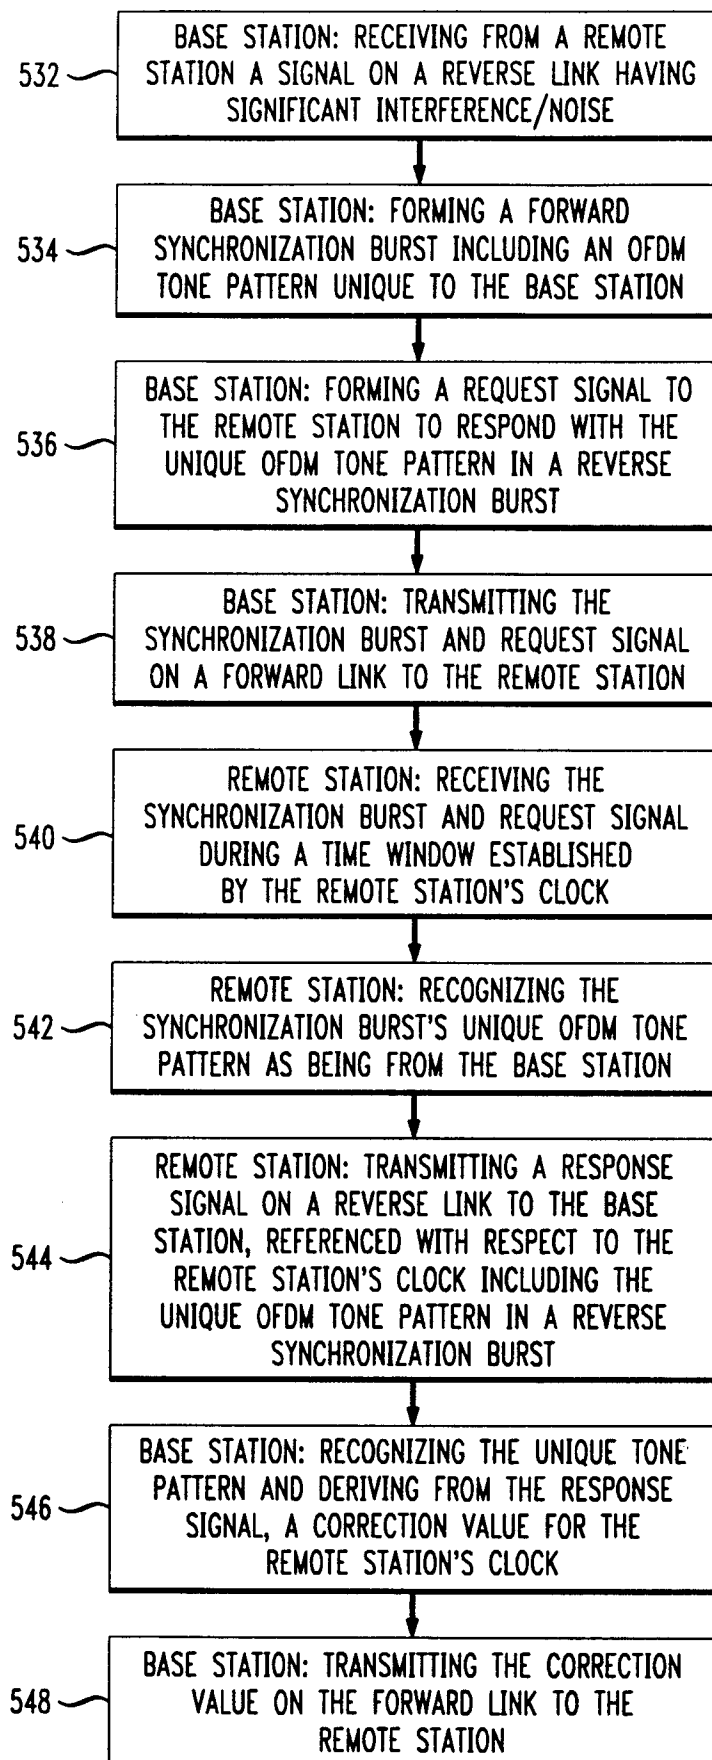 BASE STATION: RECEIVING FROM A REMOTE
532
STATION A SIGNAL ON A REVERSE LINK HAVING
SIGNIFICANT INTERFERENCE/NOISE
BASE STATION: FORMING A FORWARD
534
SYNCHRONIZATION BURST INCLUDING AN OFDM
TONE PATTERN UNIQUE TO THE BASE STATION
BASE STATION: FORMING A REQUEST SIGNAL TO
THE REMOTE STATION TO RESPOND WITH THE
536
UNIQUE OFDM TONE PATTERN IN A REVERSE
SYNCHRONIZATION BURST
BASE STATION: TRANSMITTING THE
538
SYNCHRONIZATION BURST AND REQUEST SIGNAL
ON A FORWARD LINK TO THE REMOTE STATION
REMOTE STATION: RECEIVING THE
SYNCHRONIZATION BURST AND REQUEST SIGNAL
540
DURING A TIME WINDOW ESTABLISHED
BY THE REMOTE STATION'S CLOCK
REMOTE STATION: RECOGNIZING THE
542
SYNCHRONIZATION BURST'S UNIQUE OFDM TONE
PATTERN AS BEING FROM THE BASE STATION
REMOTE STATION: TRANSMITTING A RESPONSE
SIGNAL ON A REVERSE LINK TO THE BASE
STATION, REFERENCED WITH RESPECT TO THE
544
REMOTE STATION'S CLOCK INCLUDING THE
UNIQUE OFDM TONE PATTERN IN A REVERSE
SYNCHRONIZATION BURST
BASE STATION: RECOGNIZING THE UNIQUE TONE
PATTERN AND DERIVING FROM THE RESPONSE
546
SIGNAL, A CORRECTION VALUE FOR THE
REMOTE STATION'S CLOCK
BASE STATION: TRANSMITTING THE CORRECTION
548
VALUE ON THE FORWARD LINK TO THE
REMOTE STATION